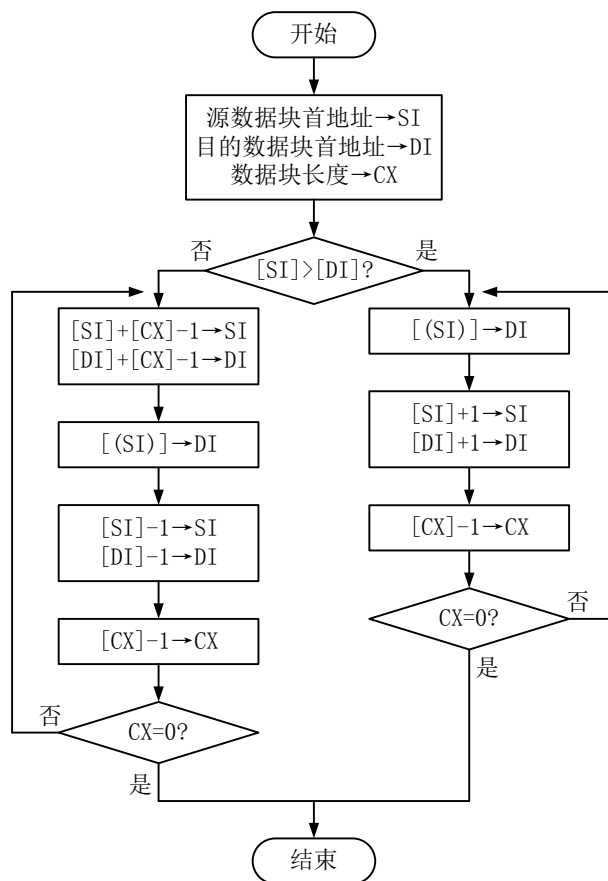 开始
源数据块首地址→SI
目的数据块首地址→DI
数据块长度→CX
[SI]>[DI]?
否
是
[SI]+[CX]-1→SI
[DI]+[CX]-1→DI
[(SI)]→DI
[SI]-1→SI
[DI]-1→DI
[CX]-1→CX
CX=0?
否
是
[(SI)]→DI
[SI]+1→SI
[DI]+1→DI
[CX]-1→CX
CX=0?
否
是
结束